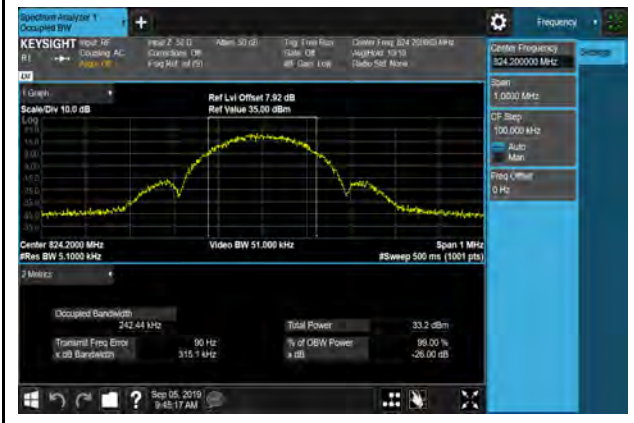 Spectrum Analyzer 1
Occupied BW
+
Frequency
KEYSIGHT Input: RF
Coupling: AC
Align: Off
Input Z: 50 Ω
Corrections: Off
Freq Ref: Int (S)
Atten: 30 dB
Trig: Free Run
Gate: Off
#IF Gain: Low
Center Freq: 824.200000 MHz
Avg|Hold: 10/10
Radio Std: None
Center Frequency
824.200000 MHz
Settings
Span
1.0000 MHz
CF Step
100.000 kHz
Auto
Man
Freq Offset
0 Hz
1 Graph
Scale/Div 10.0 dB
Ref Lvl Offset 7.92 dB
Ref Value 35.00 dBm
Log
Center 824.2000 MHz
#Res BW 5.1000 kHz
Video BW 51.000 kHz
Span 1 MHz
#Sweep 500 ms (1001 pts)
2 Metrics
Occupied Bandwidth
242.44 kHz
Total Power 33.2 dBm
Transmit Freq Error 90 Hz
% of OBW Power 99.00 %
x dB Bandwidth 315.1 kHz
x dB -26.00 dB
?
Sep 05, 2019
9:45:17 AM